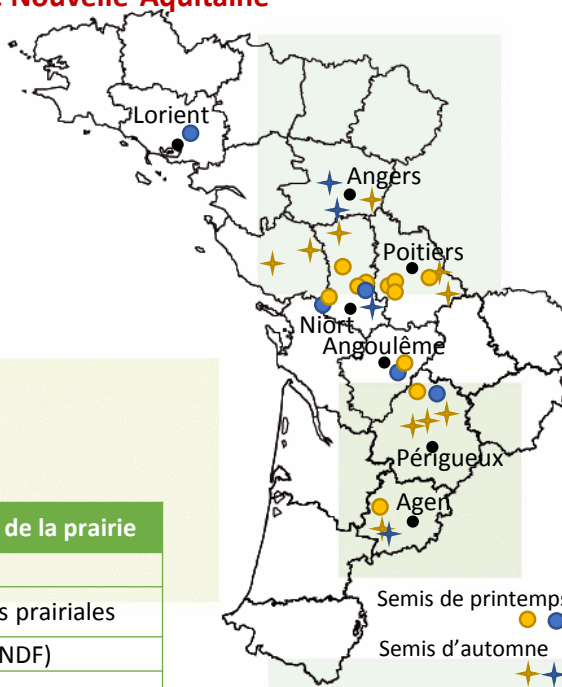 Nouvelle-Aquitaine
Lorient
Angers
Poitiers
Niort
Angoulême
Périgueux
Agen
de la prairie
s prairiales
NDF)
Semis de printemps
Semis d’automne